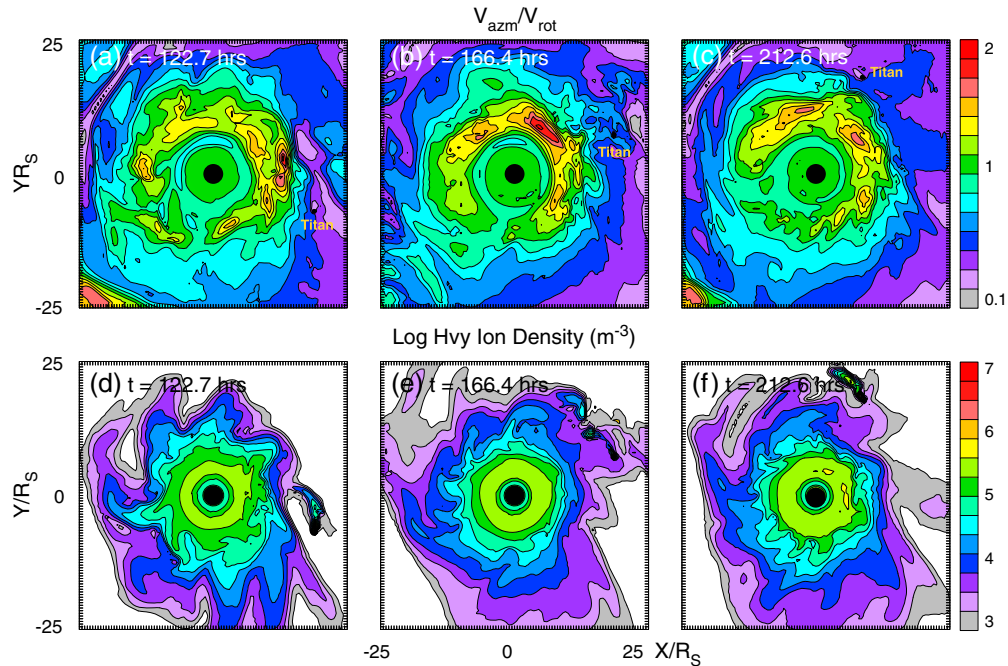 V_azm/V_rot
(a) t = 122.7 hrs
(b) t = 166.4 hrs
(c) t = 212.6 hrs
Titan
Titan
Titan
25
YR_S
0
-25
2
1
0.1
Log Hvy Ion Density (m^-3)
(d) t = 122.7 hrs
(e) t = 166.4 hrs
(f) t = 212.6 hrs
25
Y/R_S
0
-25
7
6
5
4
3
-25 0 25 X/R_S